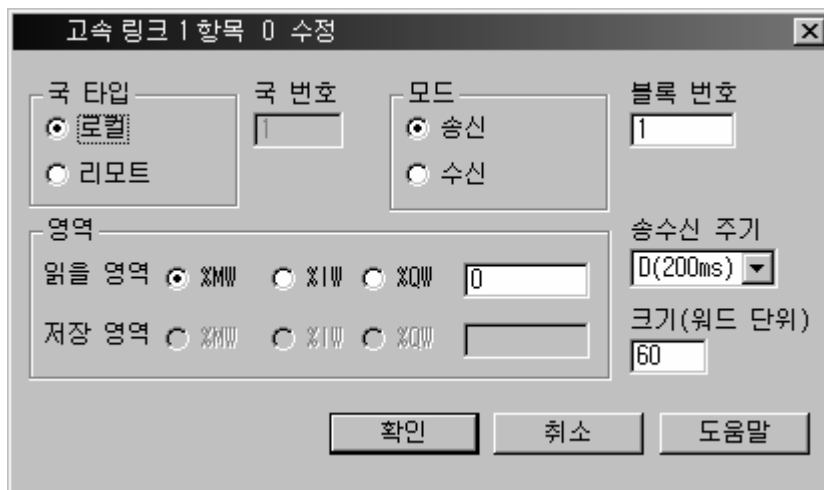 고속 링크 1 항목 0 수정
국 타입
국 번호
모드
블록 번호
로컬
1
송신
1
리모트
수신
영역
송수신 주기
읽을 영역 %MW %IW %QW 0
D(200ms)
저장 영역 %MW %IW %QW
크기(워드 단위)
60
확인 취소 도움말